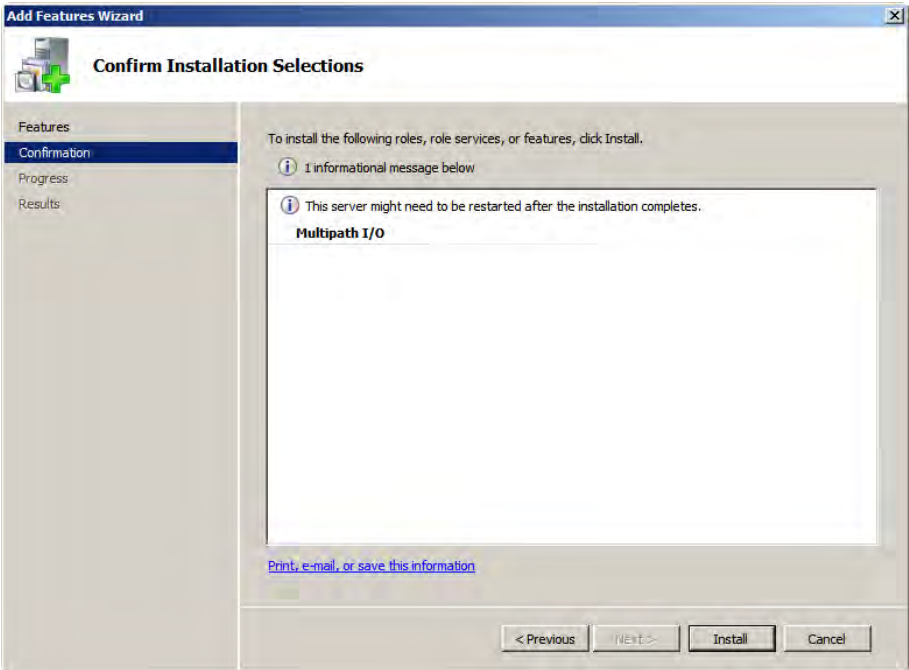 Add Features Wizard
Confirm Installation Selections
Features
Confirmation
Progress
Results
To install the following roles, role services, or features, click Install.
1 informational message below
This server might need to be restarted after the installation completes.
Multipath I/O
Print, e-mail, or save this information
< Previous
Next >
Install
Cancel